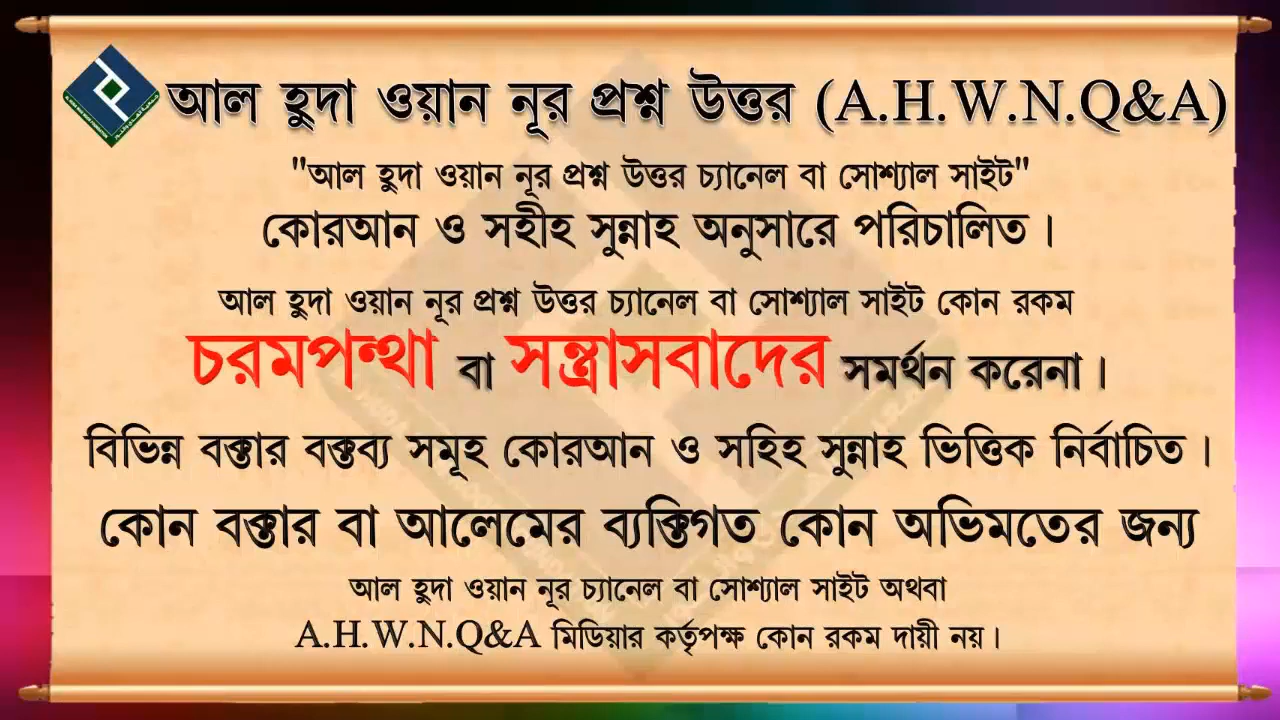 আল হুদা ওয়ান নূর প্রশ্ন উত্তর (A.H.W.N.Q&A)
"আল হুদা ওয়ান নূর প্রশ্ন উত্তর চ্যানেল বা সোশ্যাল সাইট"
কোরআন ও সহীহ সুন্নাহ অনুসারে পরিচালিত।
আল হুদা ওয়ান নূর প্রশ্ন উত্তর চ্যানেল বা সোশ্যাল সাইট কোন রকম
চরমপন্থা বা সন্ত্রাসবাদের সমর্থন করেনা।
বিভিন্ন বক্তার বক্তব্য সমূহ কোরআন ও সহিহ সুন্নাহ ভিত্তিক নির্বাচিত।
কোন বক্তার বা আলেমের ব্যক্তিগত কোন অভিমতের জন্য
আল হুদা ওয়ান নূর চ্যানেল বা সোশ্যাল সাইট অথবা
A.H.W.N.Q&A মিডিয়ার কর্তৃপক্ষ কোন রকম দায়ী নয়।